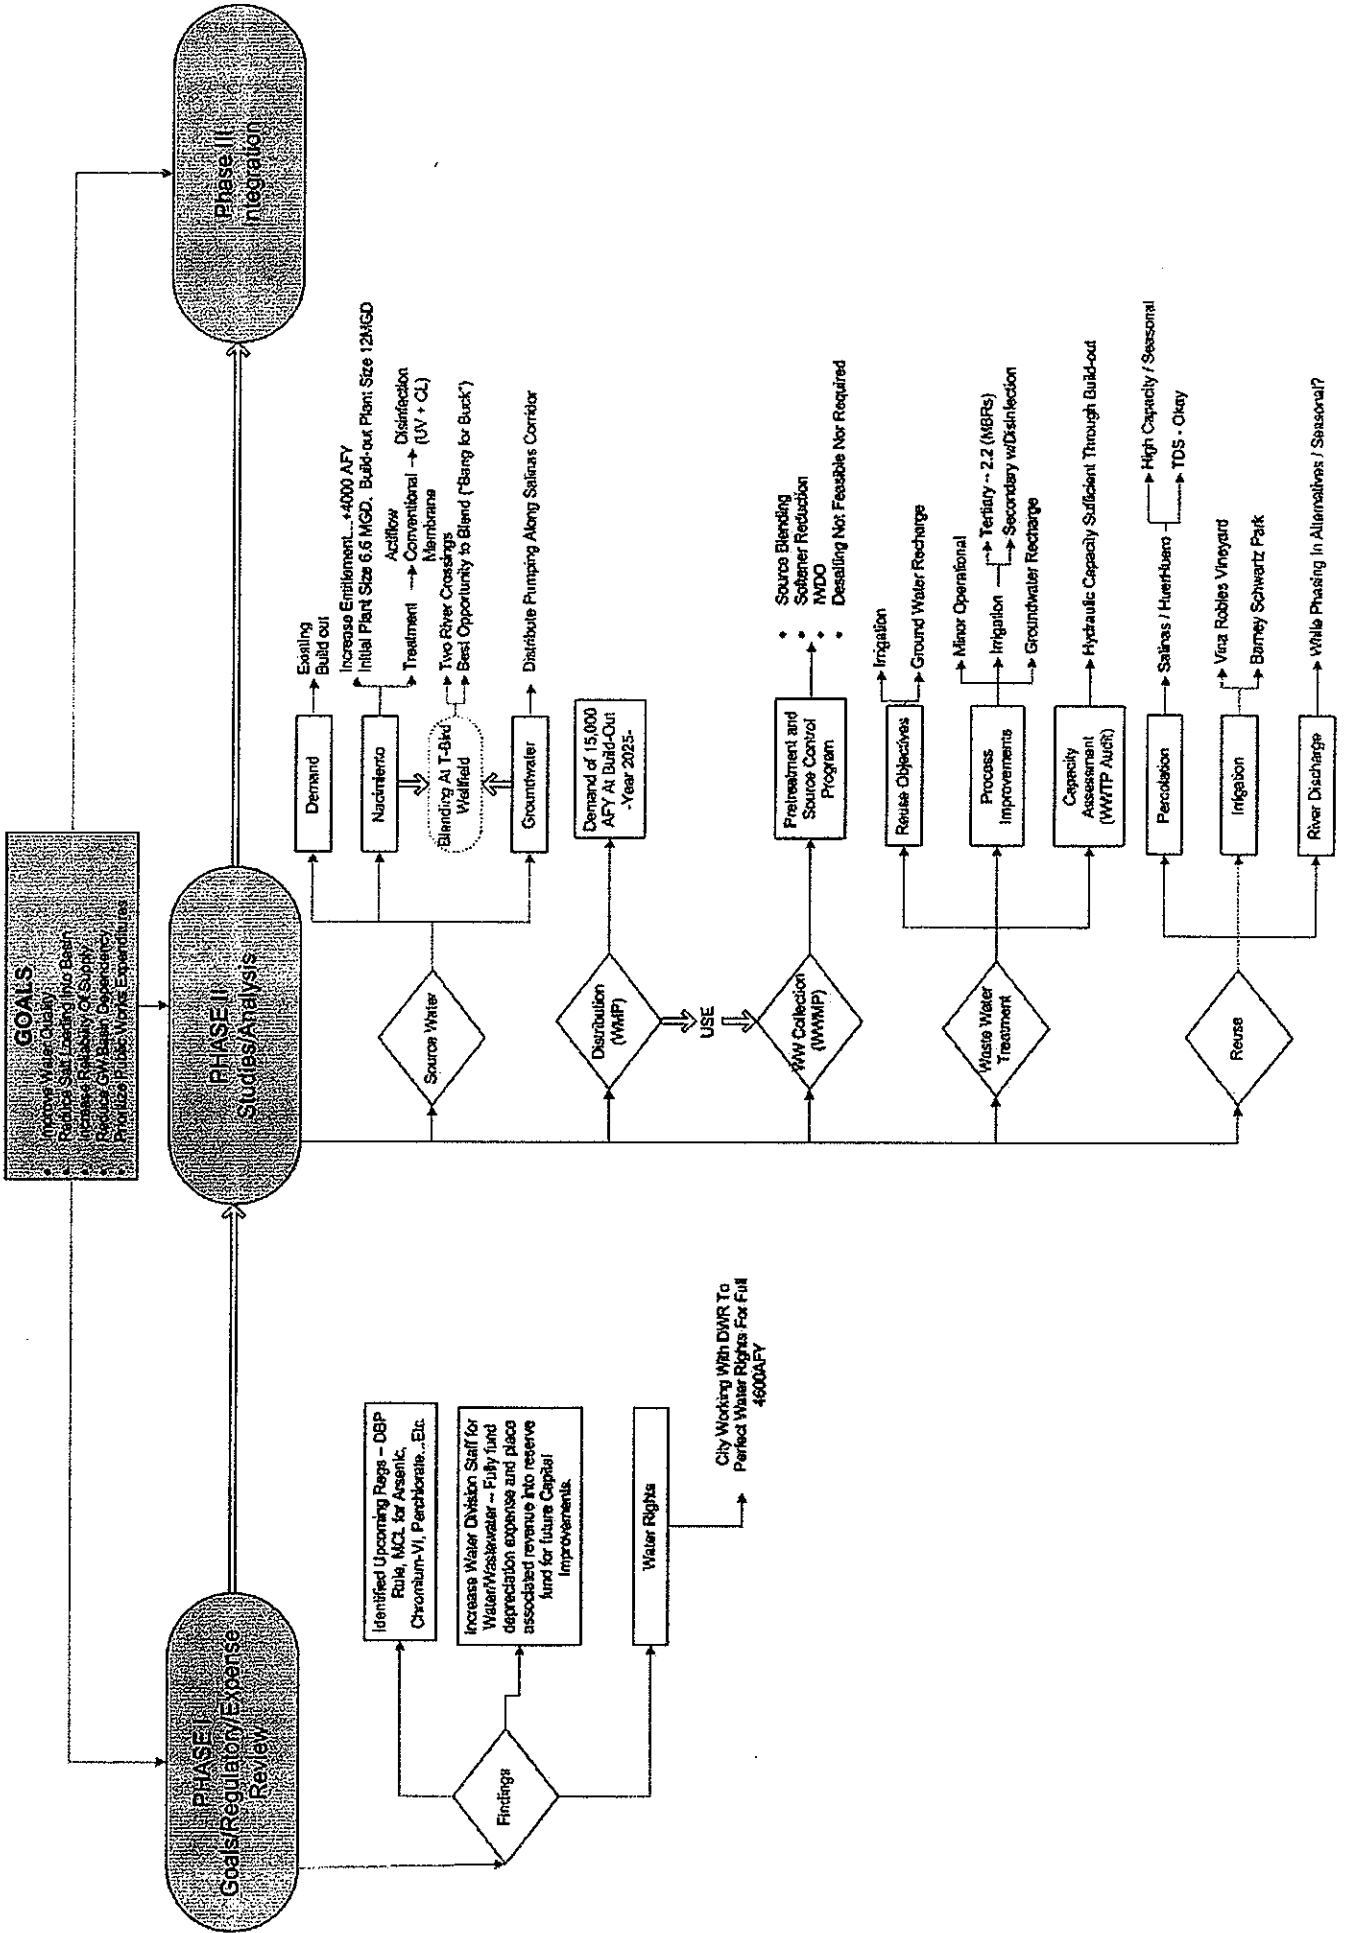 GOALS
• Improve Water Quality
• Reduce Salt Loading Into Basin
• Increase Reliability Of Supply
• Reduce GW Basin Dependency
• Prioritize Public Works Expenditures
PHASE I
Goals/Regulatory/Expense
Review
PHASE II
Studies/Analysis
Phase III
Integration
Findings
Identified Upcoming Regs – DBP
Rule, MCL for Arsenic,
Chromium-VI, Perchlorate...Etc.
Increase Water Division Staff for
Water/Wastewater – Fully fund
depreciation expense and place
associated revenue into reserve
fund for future Capital
Improvements.
Water Rights
City Working With DWR To
Perfect Water Rights For Full
4600AFY
Source Water
Demand
Existing
Build out
Nacimiento
Increase Entitlement...+4000 AFY
Initial Plant Size 6.6 MGD. Build-out Plant Size 12MGD
Treatment
Actiflow
Conventional
Membrane
Disinfection
(UV + CL)
Blending At T-Bird
Wellfield
Two River Crossings
Best Opportunity to Blend ("Bang for Buck")
Groundwater
Distribute Pumping Along Salinas Corridor
Distribution
(WMP)
Demand of 15,000
AFY At Build-Out
-Year 2025-
USE
WW Collection
(WWMP)
Pretreatment and
Source Control
Program
• Source Blending
• Softener Reduction
• IWDO
• Desalting Not Feasible Nor Required
Waste Water
Treatment
Reuse Objectives
Irrigation
Ground Water Recharge
Process
Improvements
Minor Operational
Irrigation
Tertiary -- 2.2 (MBRs)
Secondary w/Disinfection
Groundwater Recharge
Capacity
Assessment
(WWTP Audit)
Hydraulic Capacity Sufficient Through Build-out
Reuse
Percolation
Salinas / HuerHuero
High Capacity / Seasonal
TDS - Okay
Irrigation
Vina Robles Vineyard
Barney Schwartz Park
River Discharge
While Phasing In Alternatives / Seasonal?